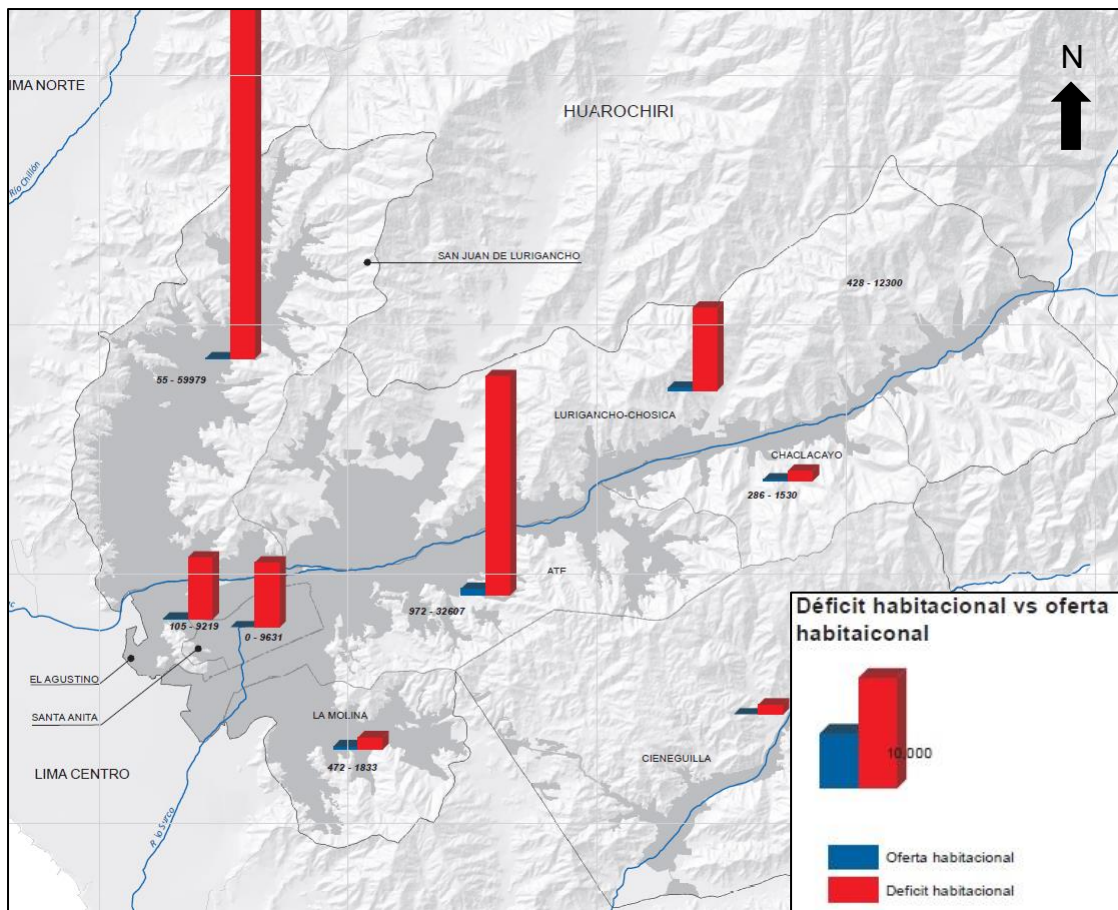 N
IMA NORTE
HUAROCHIRI
Río Chillón
SAN JUAN DE LURIGANCHO
428 - 12300
55 - 59979
LURIGANCHO-CHOSICA
CHACLACAYO
286 - 1530
ATE
972 - 32607
105 - 9219
0 - 9631
EL AGUSTINO
SANTA ANITA
LA MOLINA
472 - 1833
CIENEGUILLA
LIMA CENTRO
Río Surco
Déficit habitacional vs oferta
habitaiconal
10,000
Oferta habitacional
Deficit habitacional